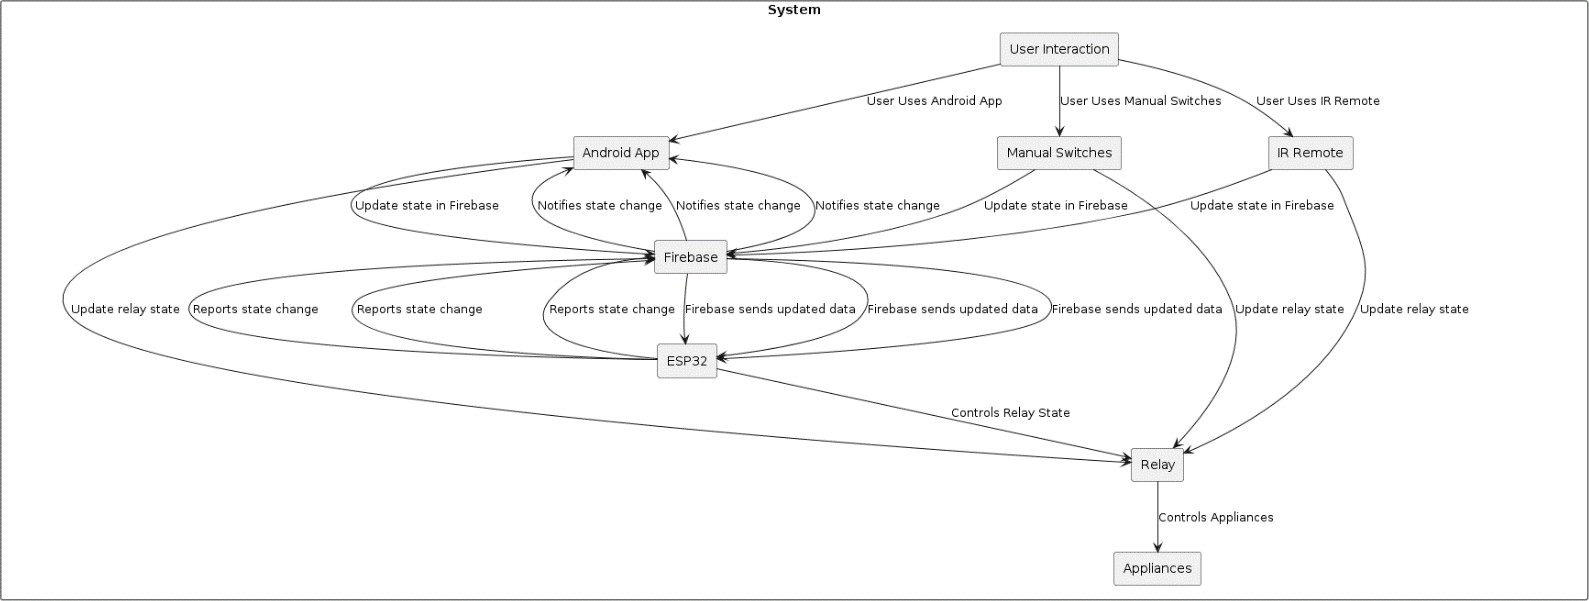 System
User Interaction
User Uses Android App
User Uses Manual Switches
User Uses IR Remote
Android App
Manual Switches
IR Remote
Update state in Firebase
Notifies state change
Notifies state change
Notifies state change
Update state in Firebase
Update state in Firebase
Firebase
Update relay state
Reports state change
Reports state change
Reports state change
Firebase sends updated data
Firebase sends updated data
Firebase sends updated data
Update relay state
Update relay state
ESP32
Controls Relay State
Relay
Controls Appliances
Appliances